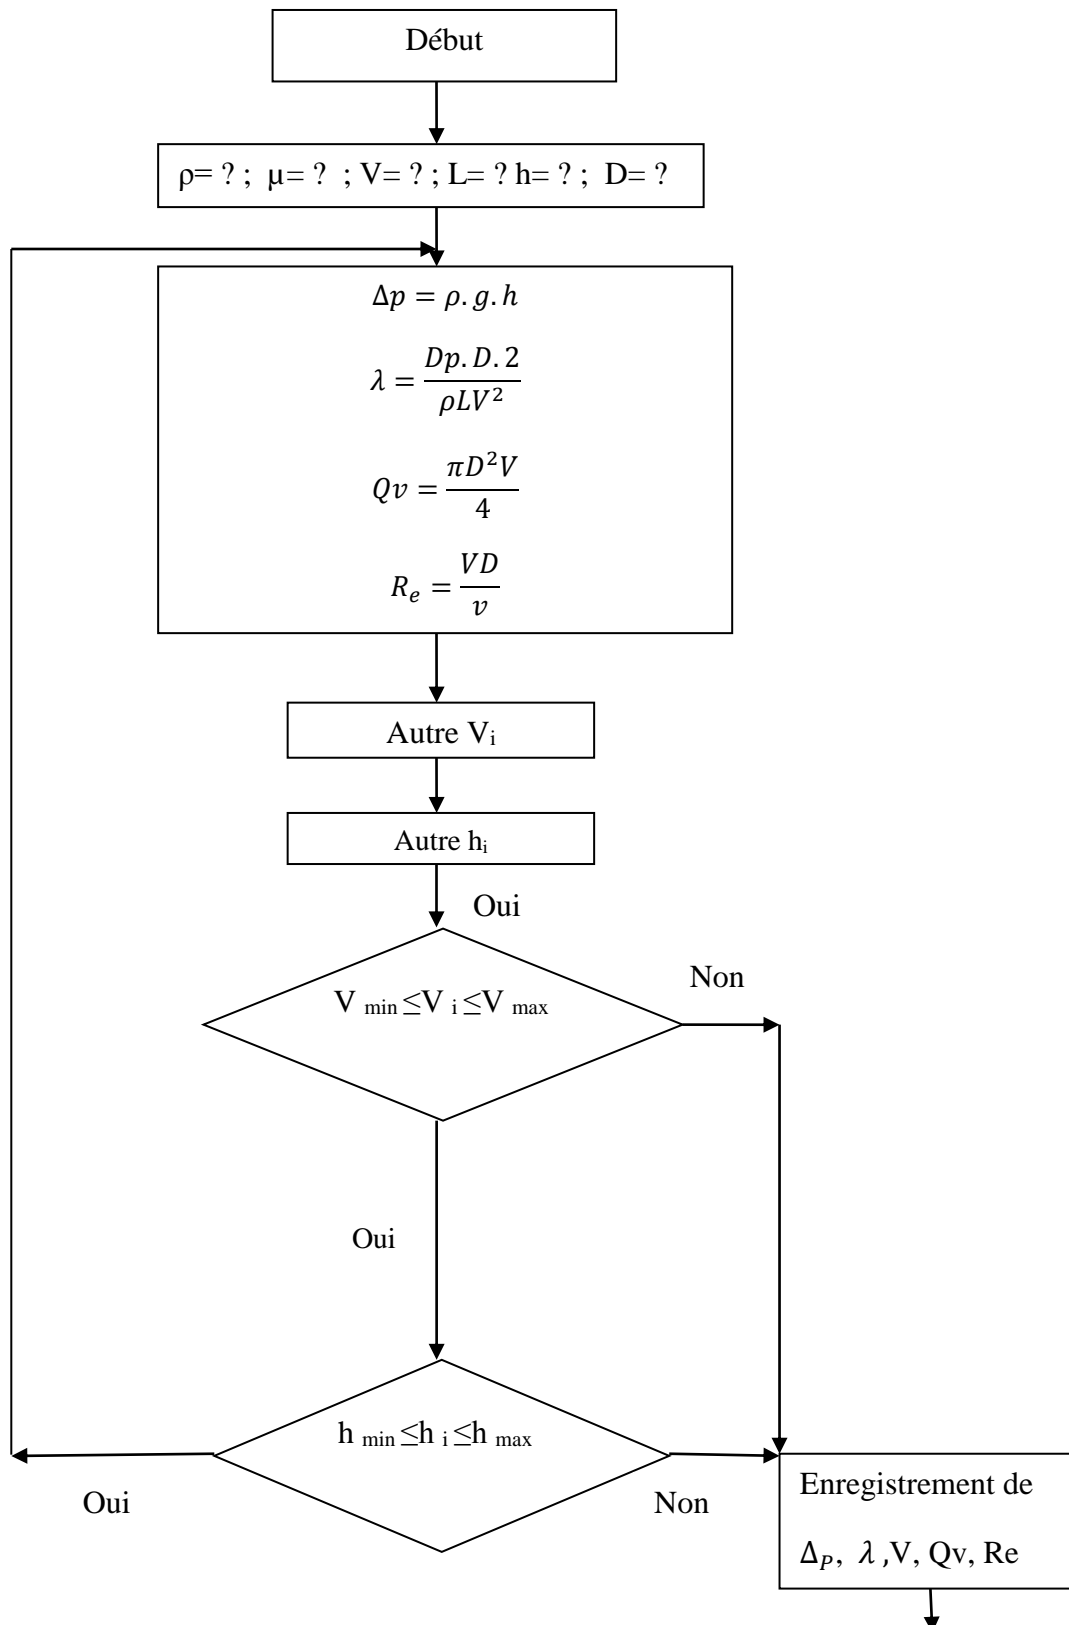 Début
ρ= ? ; µ= ? ; V= ? ; L= ? h= ? ; D= ?
Δp = ρ. g. h
λ = Dp. D. 2 / ρLV²
Qv = πD²V / 4
Rₑ = VD / v
Autre Vᵢ
Autre hᵢ
Oui
Non
V min ≤V i ≤V max
Oui
h min ≤h i ≤h max
Oui
Non
Enregistrement de
Δ_P, λ ,V, Qv, Re